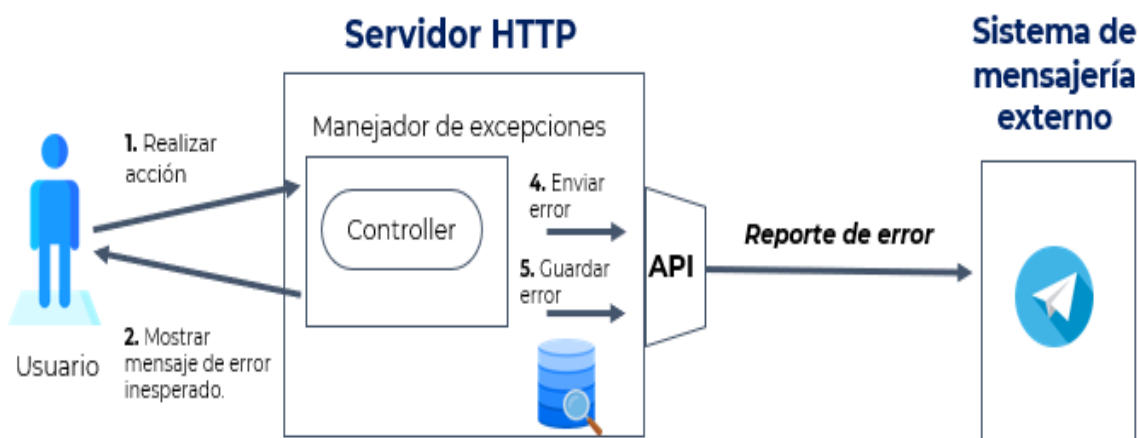 Servidor HTTP
Sistema de
mensajería
externo
Manejador de excepciones
1. Realizar
acción
Controller
4. Enviar
error
5. Guardar
error
API
Reporte de error
2. Mostrar
mensaje de error
inesperado.
Usuario